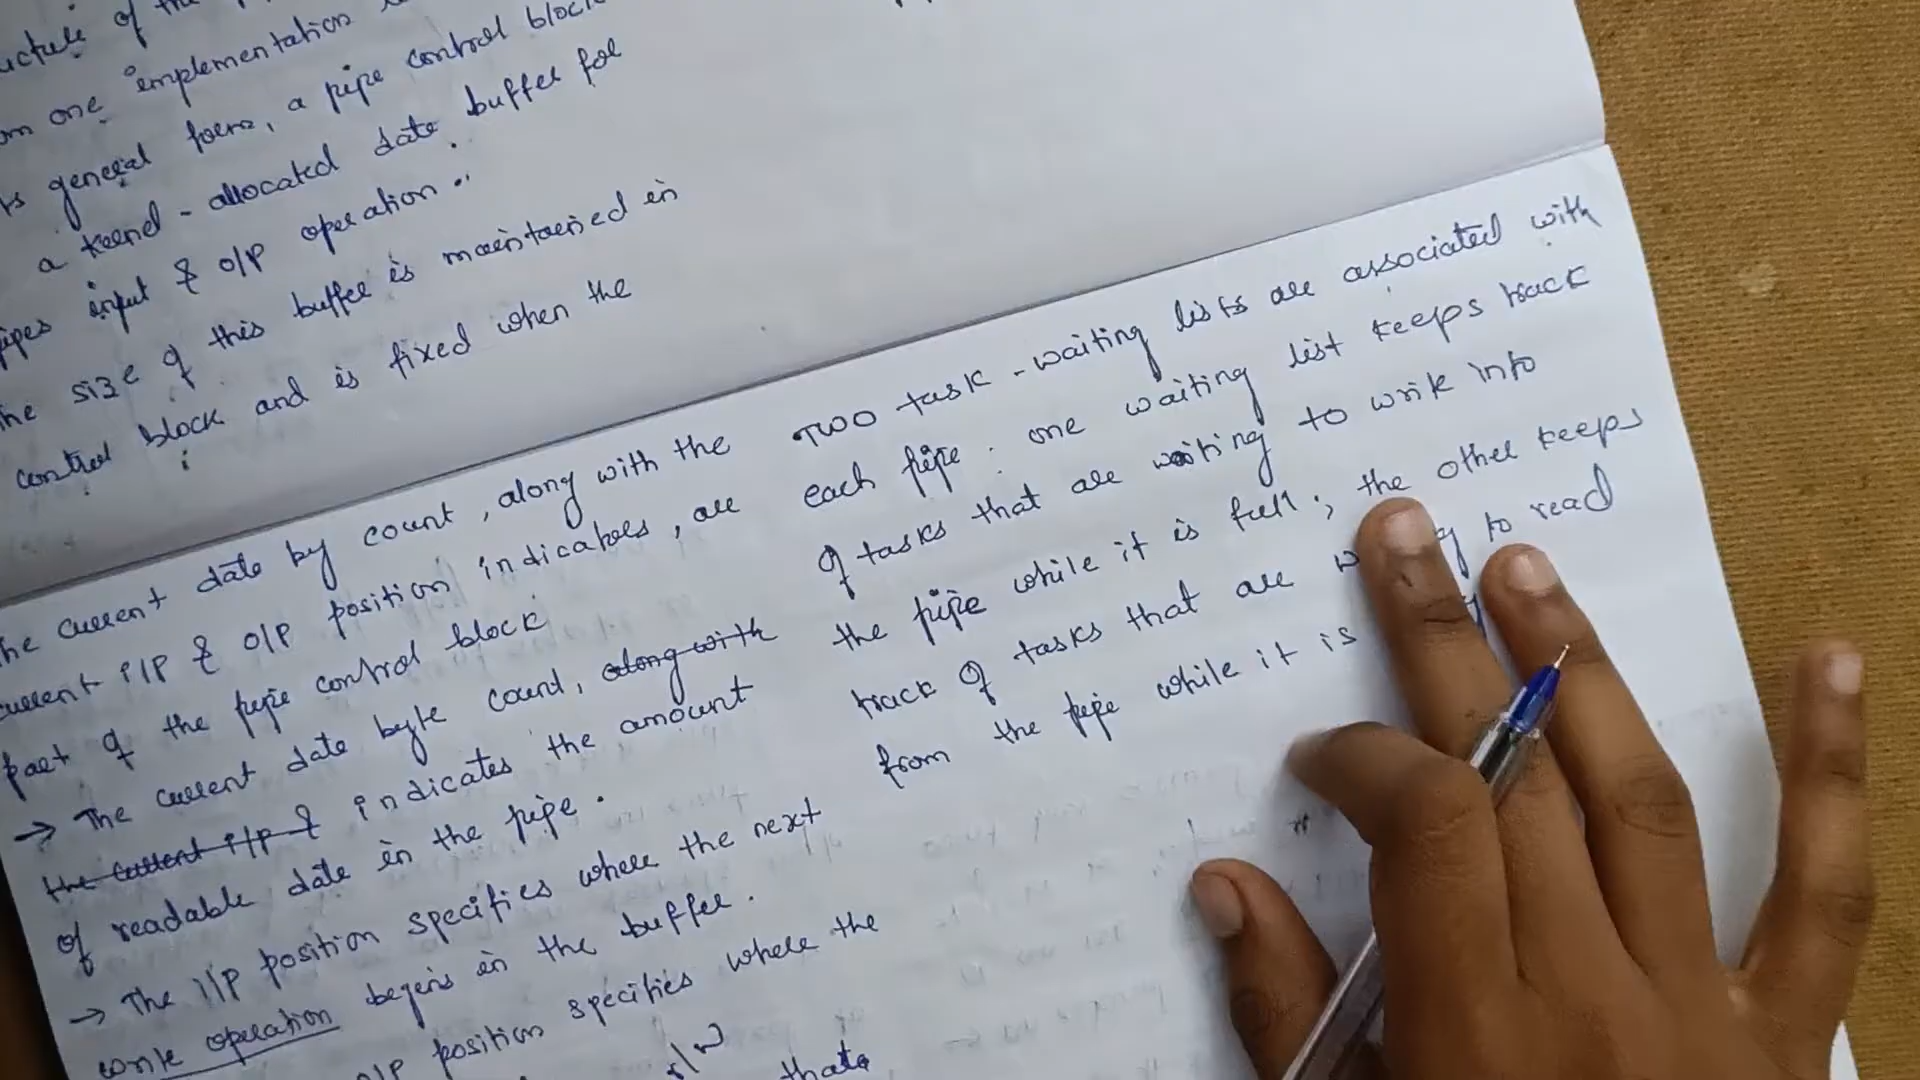 of the
one implementation
general form, a pipe control block
a kernel - allocated data buffer for
input & O/P operation.
size of this buffer is maintained in
control block and is fixed when the
The current data by count, along with the
current i/p & o/p position indicators, are
part of the pipe control block
→ The current data byte count, along with
the current i/p & indicates the amount
of readable data in the pipe.
→ The I/P position specifies where the next
write operation begins in the buffer.
O/P position specifies where the
Two task - waiting lists are associated with
each pipe: one waiting list keeps track
of tasks that are waiting to write into
the pipe while it is full; the other keeps
track of tasks that are to read
from the pipe while it is